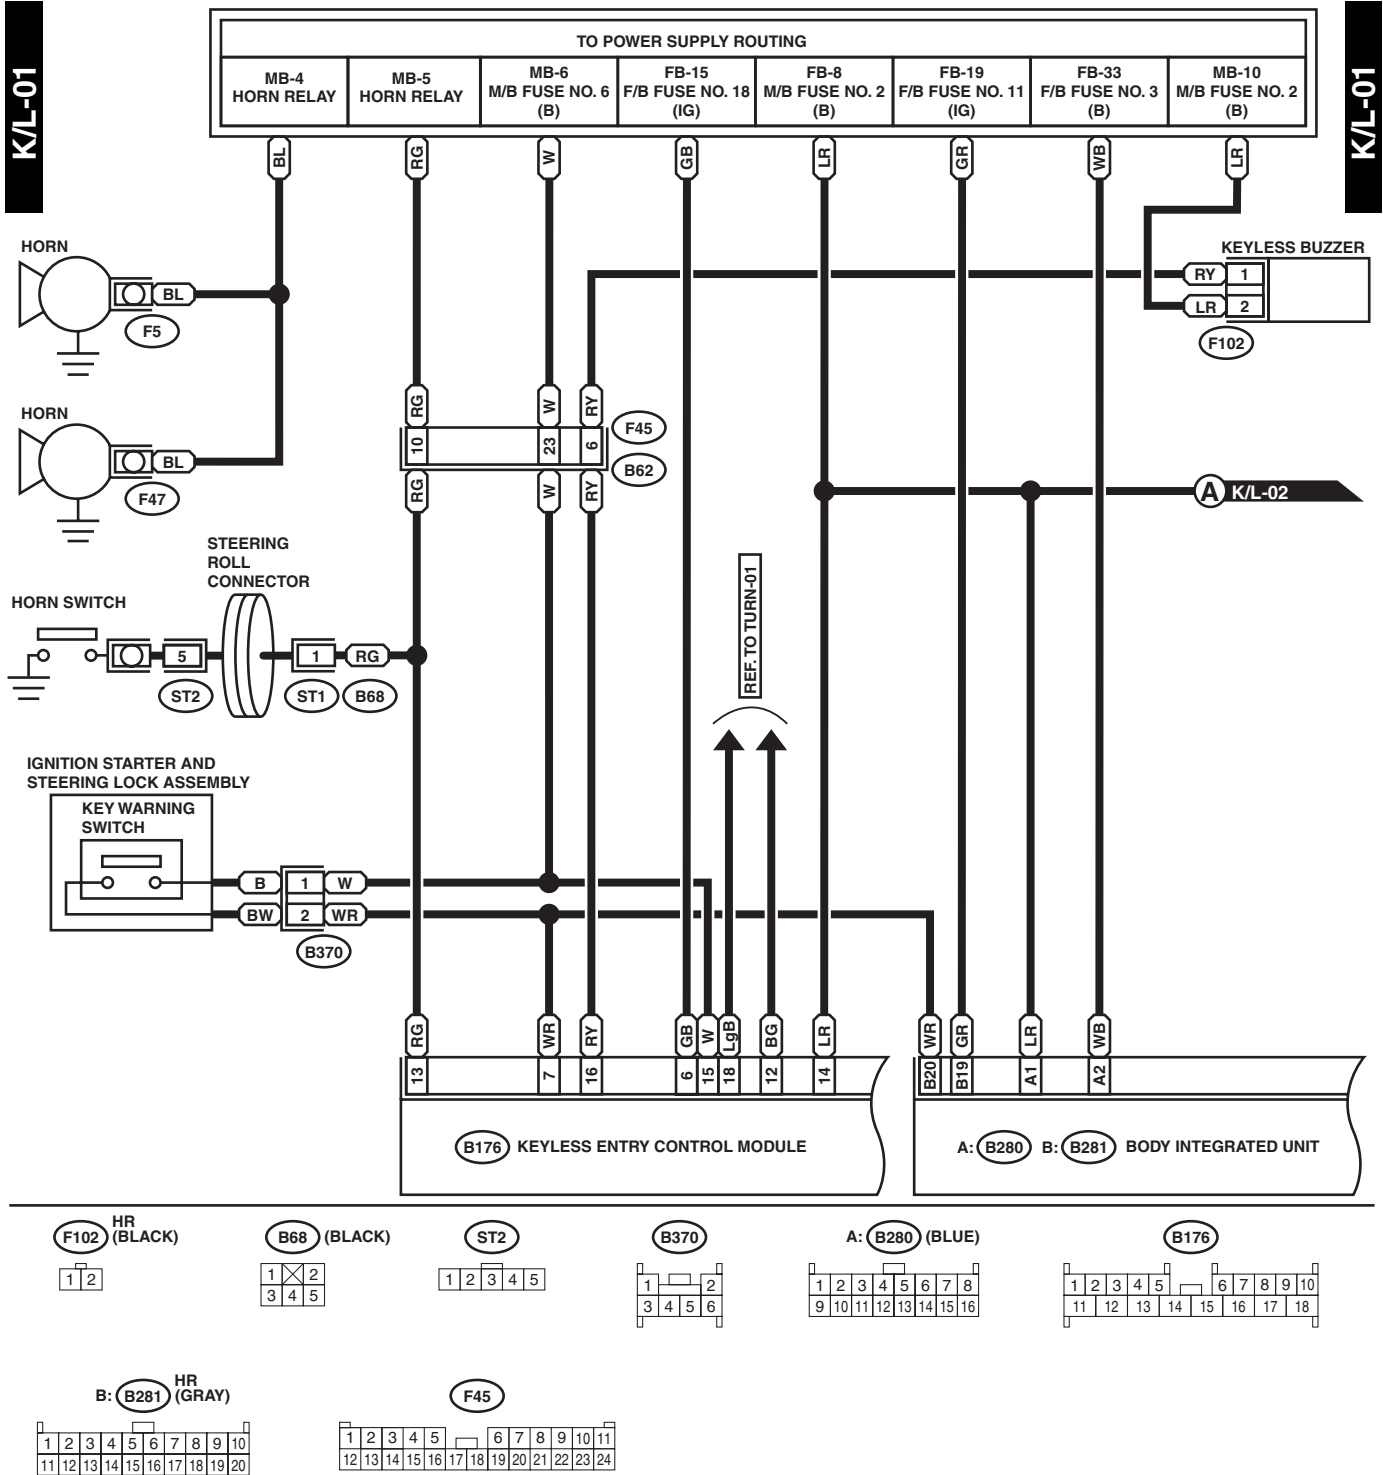 K/L-01
K/L-01
TO POWER SUPPLY ROUTING
MB-4
HORN RELAY
MB-5
HORN RELAY
MB-6
M/B FUSE NO. 6
(B)
FB-15
F/B FUSE NO. 18
(IG)
FB-8
M/B FUSE NO. 2
(B)
FB-19
F/B FUSE NO. 11
(IG)
FB-33
F/B FUSE NO. 3
(B)
MB-10
M/B FUSE NO. 2
(B)
BL
RG
W
GB
LR
GR
WB
LR
HORN
BL
F5
KEYLESS BUZZER
RY
1
LR
2
F102
HORN
BL
F47
RG
W
RY
10
23
6
F45
B62
RG
W
RY
A
K/L-02
STEERING
ROLL
CONNECTOR
HORN SWITCH
5
1
RG
ST2
ST1
B68
REF. TO TURN-01
IGNITION STARTER AND
STEERING LOCK ASSEMBLY
KEY WARNING
SWITCH
B
1
W
BW
2
WR
B370
RG
WR
RY
GB
W
LgB
BG
LR
WR
GR
LR
WB
13
7
16
6
15
18
12
14
B20
B19
A1
A2
B176 KEYLESS ENTRY CONTROL MODULE
A: B280 B: B281 BODY INTEGRATED UNIT
F102 HR
(BLACK)
1 2
B68 (BLACK)
1 2
3 4 5
ST2
1 2 3 4 5
B370
1 2
3 4 5 6
A: B280 (BLUE)
1 2 3 4 5 6 7 8
9 10 11 12 13 14 15 16
B176
1 2 3 4 5 6 7 8 9 10
11 12 13 14 15 16 17 18
B: B281 HR
(GRAY)
1 2 3 4 5 6 7 8 9 10
11 12 13 14 15 16 17 18 19 20
F45
1 2 3 4 5 6 7 8 9 10 11
12 13 14 15 16 17 18 19 20 21 22 23 24